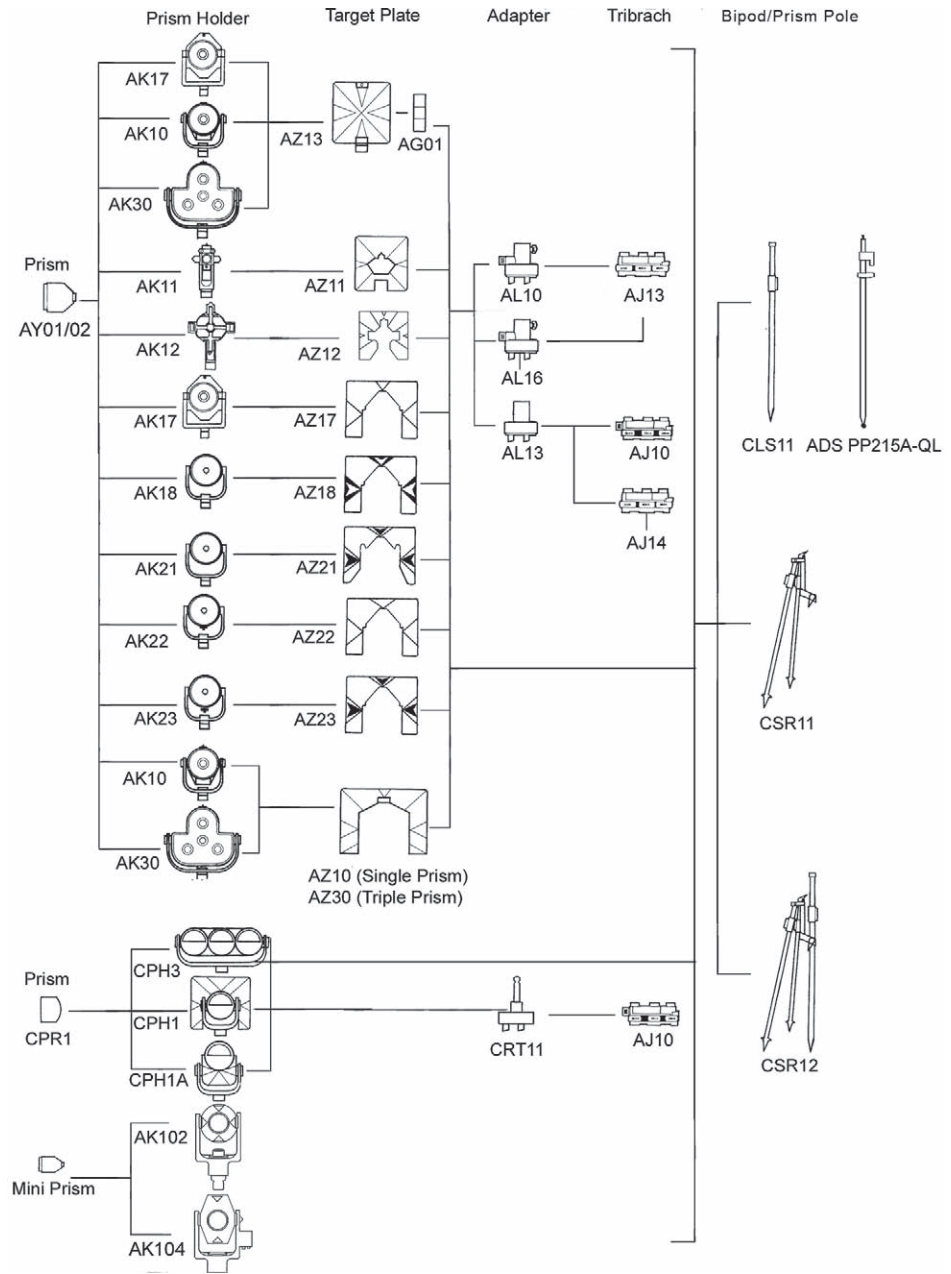 Prism Holder
Target Plate
Adapter
Tribrach
Bipod/Prism Pole
AK17
AK10
AZ13
AG01
AK30
Prism
AY01/02
AK11
AZ11
AL10
AJ13
AK12
AZ12
AL16
AK17
AZ17
AL13
AJ10
CLS11
ADS PP215A-QL
AK18
AZ18
AJ14
AK21
AZ21
AK22
AZ22
CSR11
AK23
AZ23
AK10
AK30
AZ10 (Single Prism)
AZ30 (Triple Prism)
CPH3
Prism
CPR1
CPH1
CRT11
AJ10
CSR12
CPH1A
AK102
Mini Prism
AK104